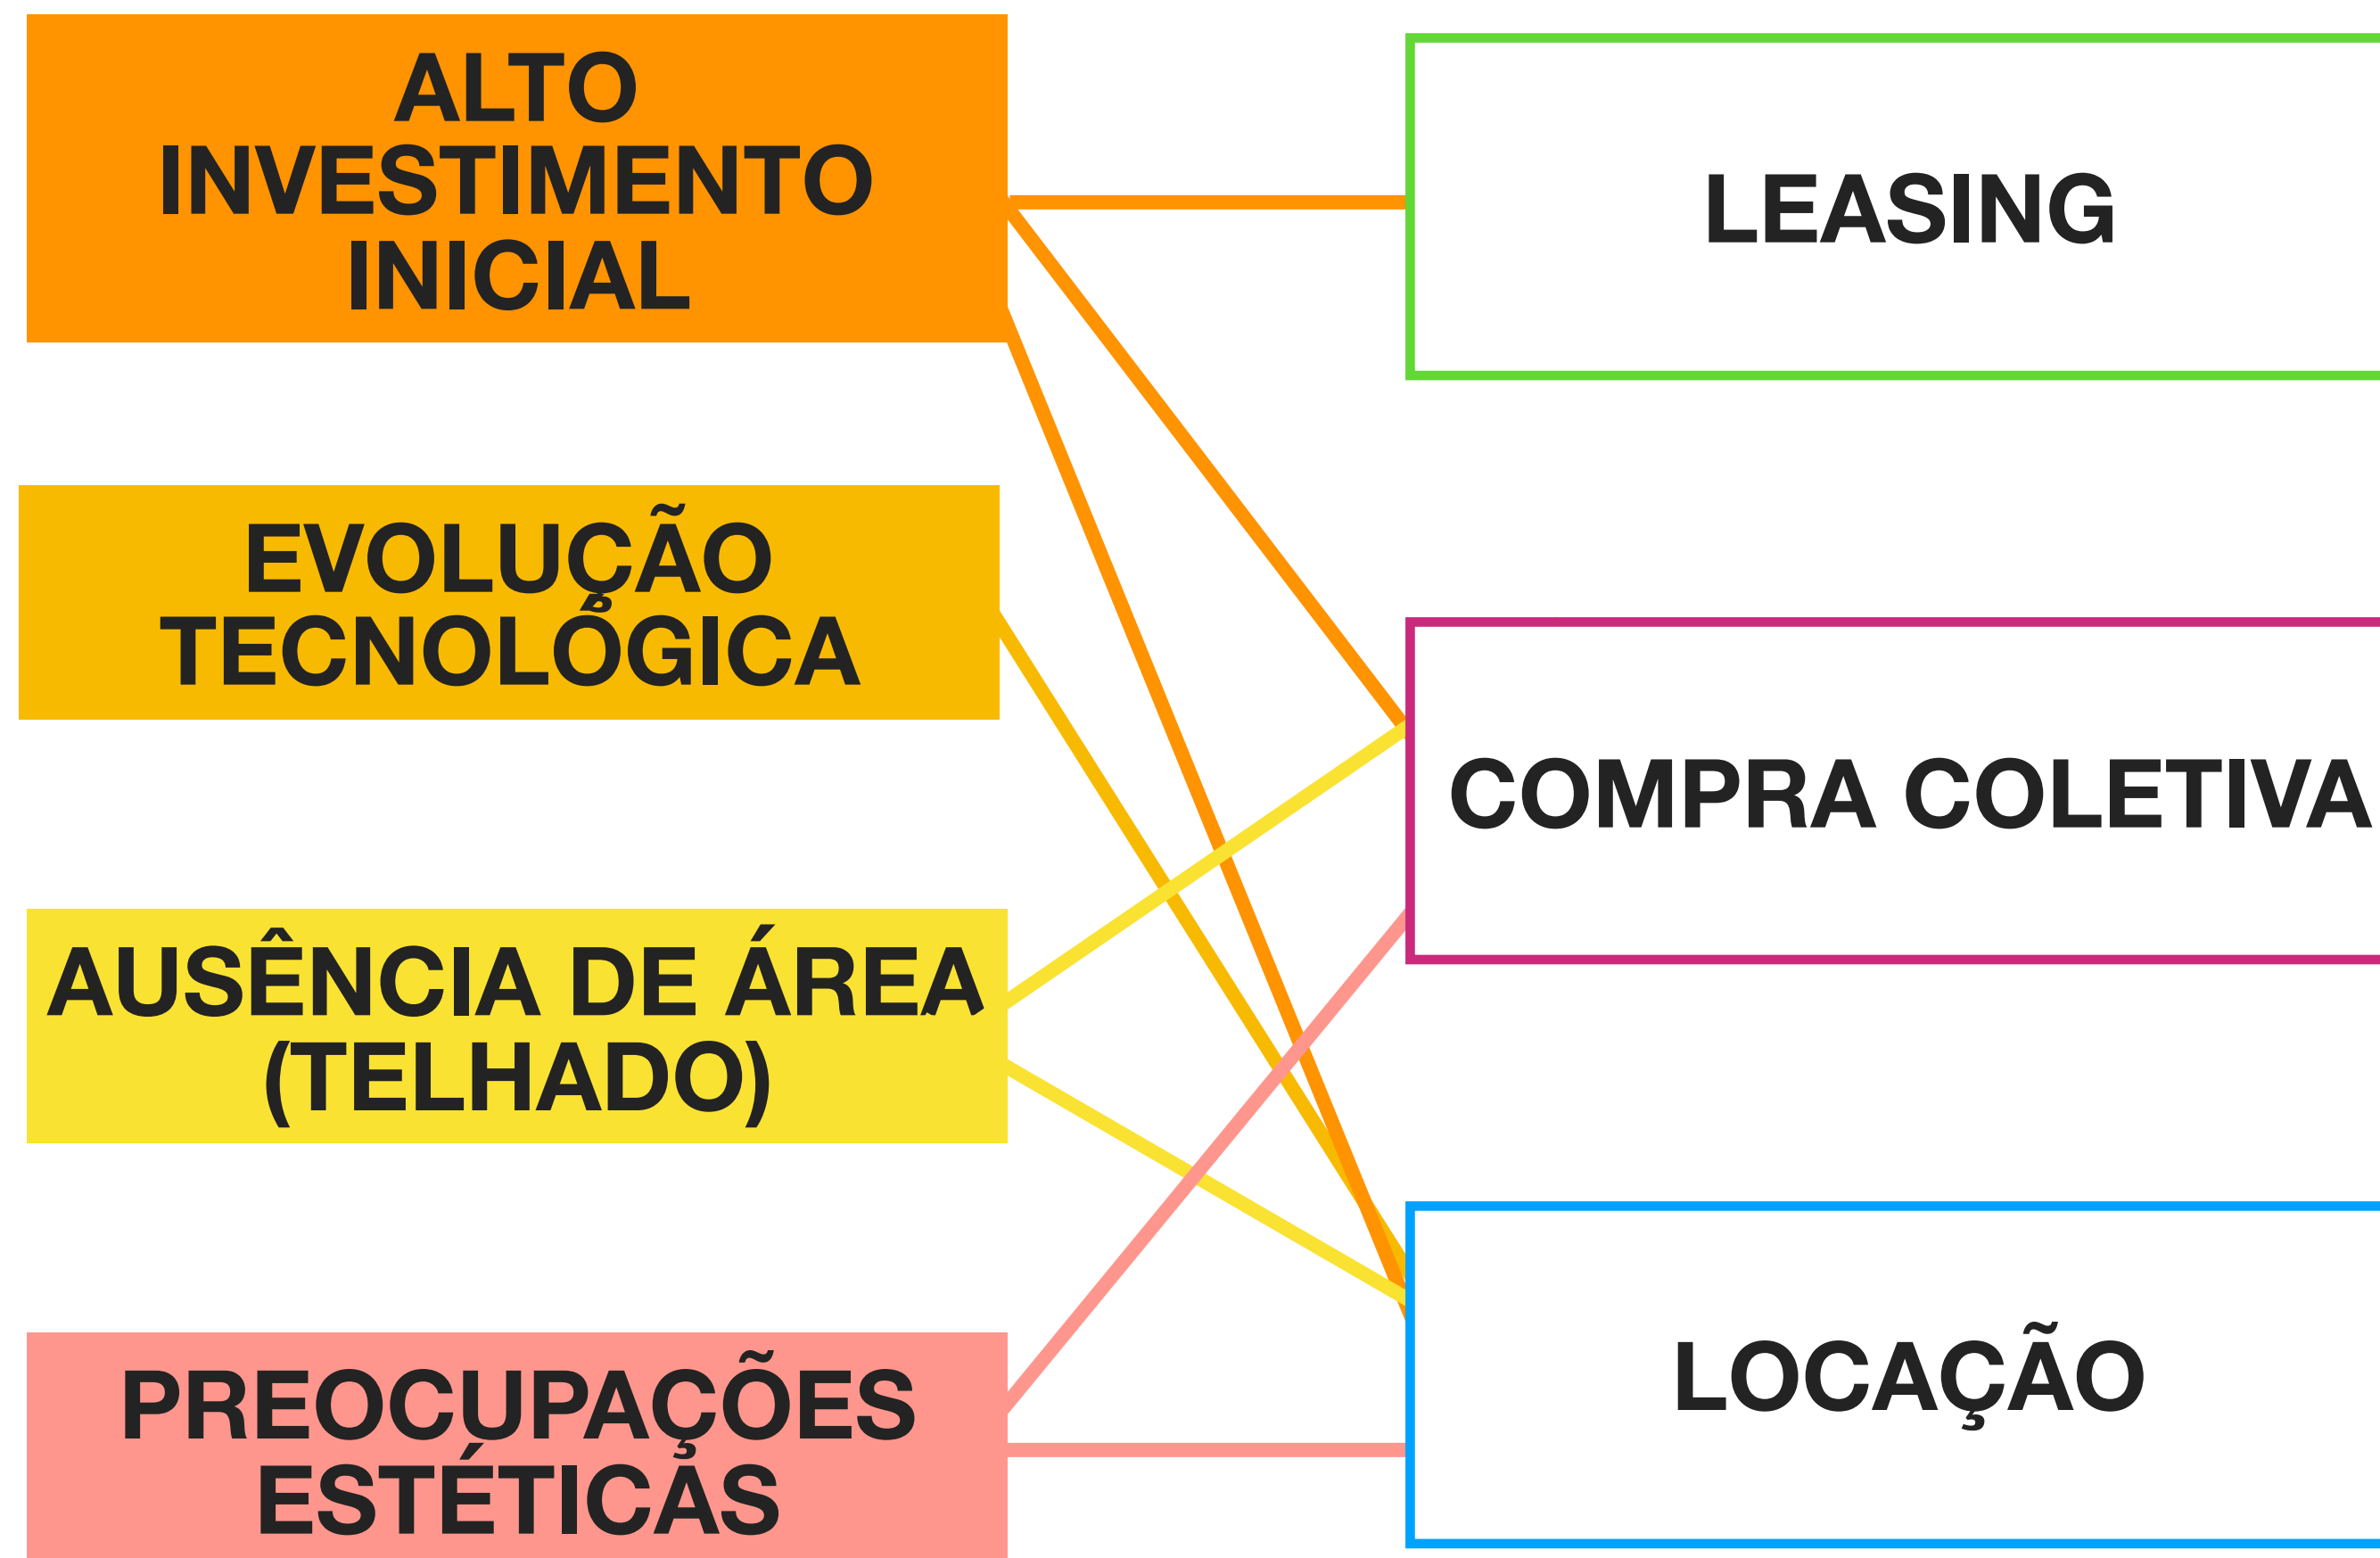 ALTO
INVESTIMENTO
INICIAL
LEASING
EVOLUÇÃO
TECNOLÓGICA
COMPRA COLETIVA
AUSÊNCIA DE ÁREA
(TELHADO)
LOCAÇÃO
PREOCUPAÇÕES
ESTÉTICAS